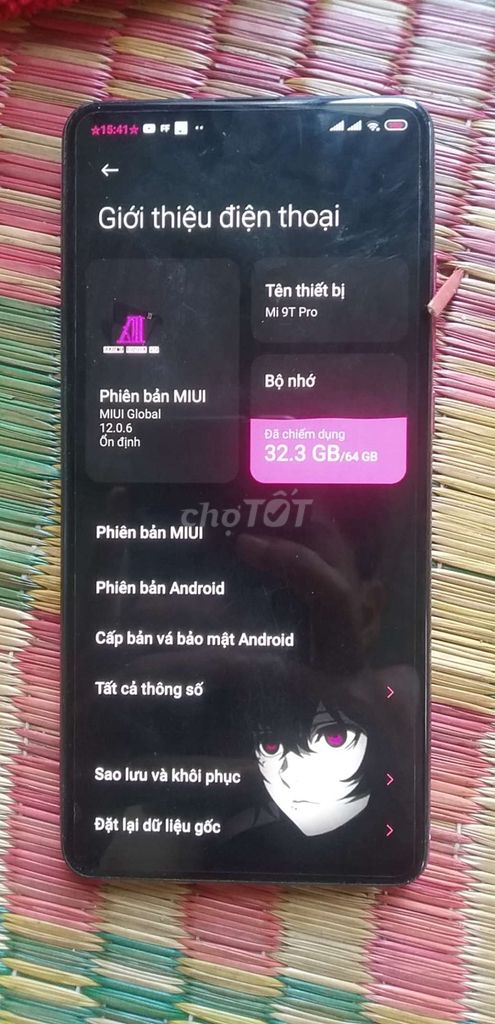 ☆15:41☆ FF
Giới thiệu điện thoại
Tên thiết bị
Mi 9T Pro
Phiên bản MIUI
MIUI Global
12.0.6
Ổn định
Bộ nhớ
Đã chiếm dụng
32.3 GB/64 GB
chợTỐT
Phiên bản MIUI
Phiên bản Android
Cấp bản vá bảo mật Android
Tất cả thông số
Sao lưu và khôi phục
Đặt lại dữ liệu gốc